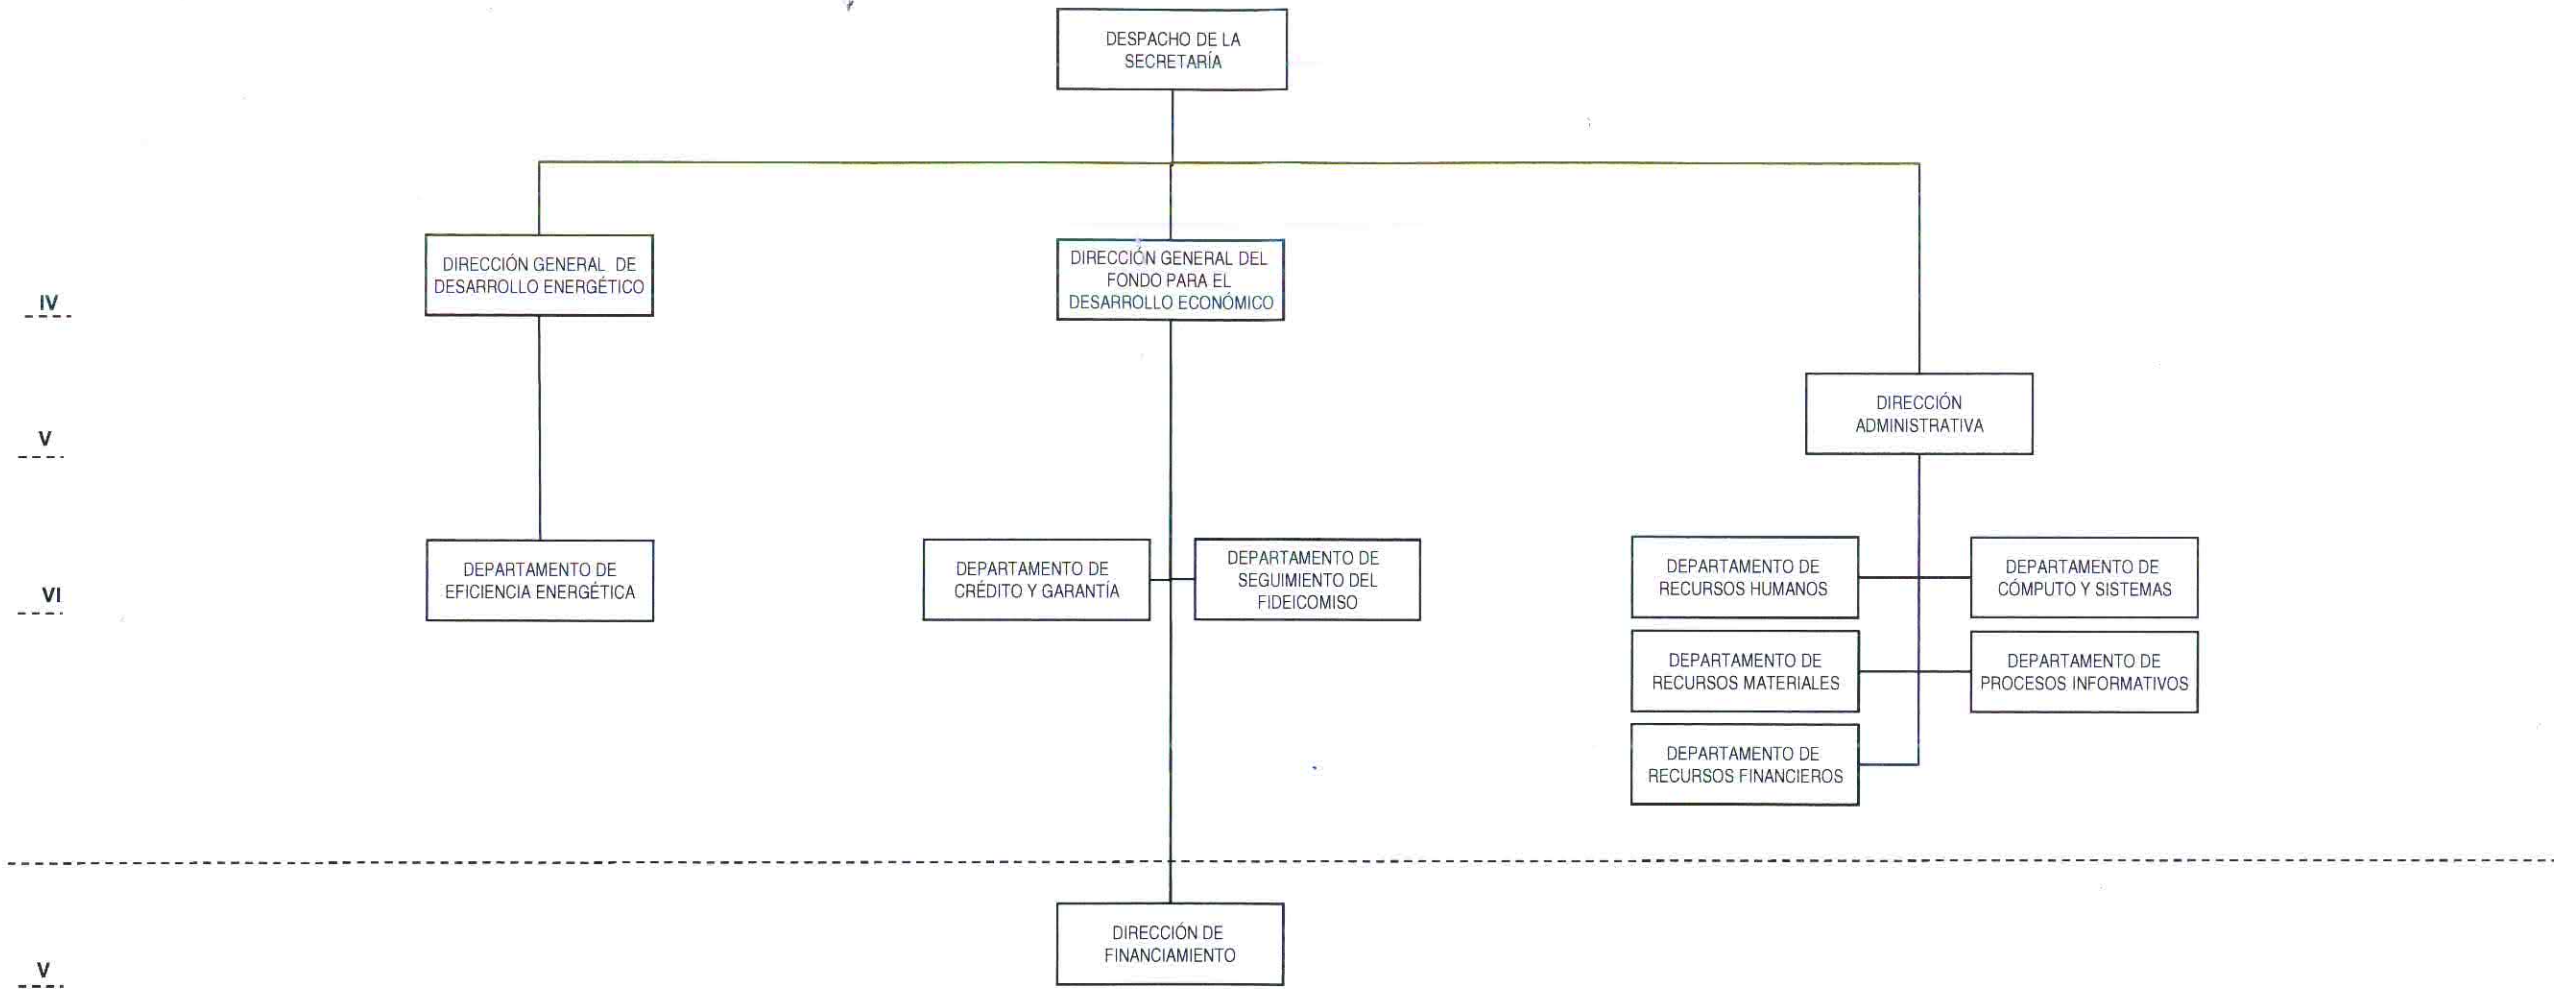 DESPACHO DE LA
SECRETARÍA
IV
DIRECCIÓN GENERAL DE
DESARROLLO ENERGÉTICO
DIRECCIÓN GENERAL DEL
FONDO PARA EL
DESARROLLO ECONÓMICO
V
DIRECCIÓN
ADMINISTRATIVA
VI
DEPARTAMENTO DE
EFICIENCIA ENERGÉTICA
DEPARTAMENTO DE
CRÉDITO Y GARANTÍA
DEPARTAMENTO DE
SEGUIMIENTO DEL
FIDEICOMISO
DEPARTAMENTO DE
RECURSOS HUMANOS
DEPARTAMENTO DE
CÓMPUTO Y SISTEMAS
DEPARTAMENTO DE
RECURSOS MATERIALES
DEPARTAMENTO DE
PROCESOS INFORMATIVOS
DEPARTAMENTO DE
RECURSOS FINANCIEROS
V
DIRECCIÓN DE
FINANCIAMIENTO